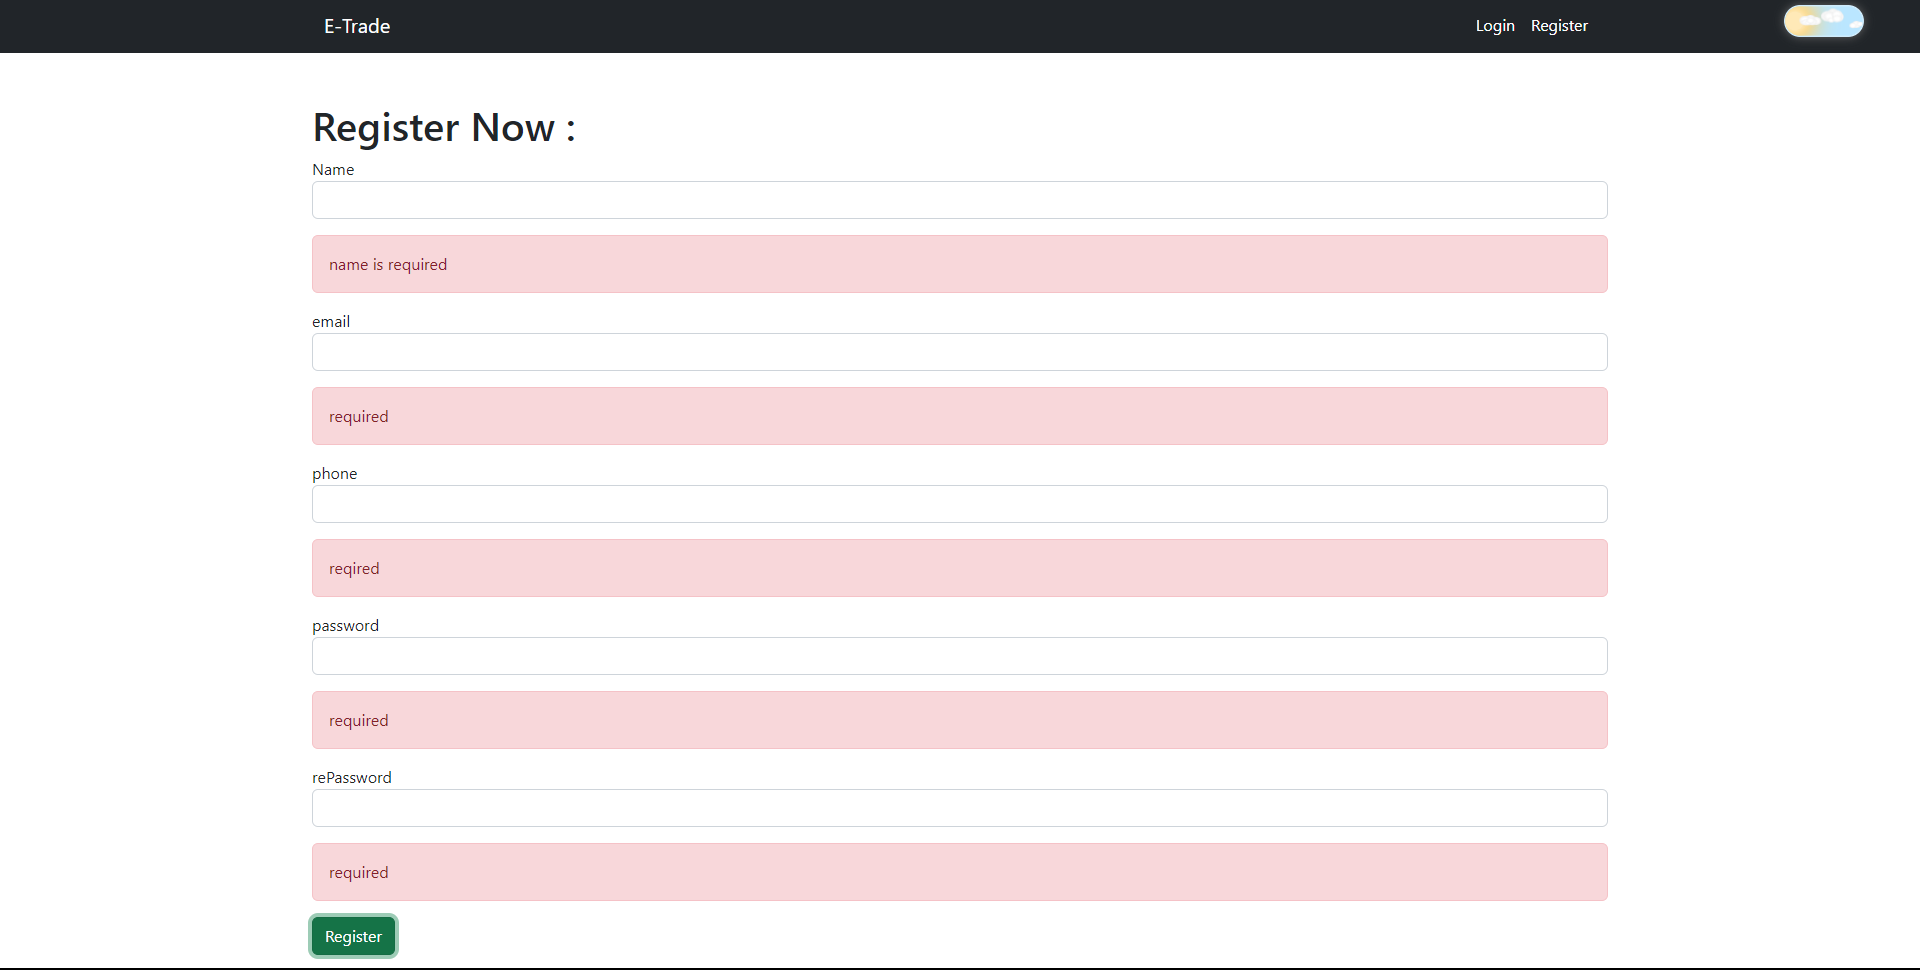 E-Trade
Login Register
Register Now :
Name
name is required
email
required
phone
reqired
password
required
rePassword
required
Register